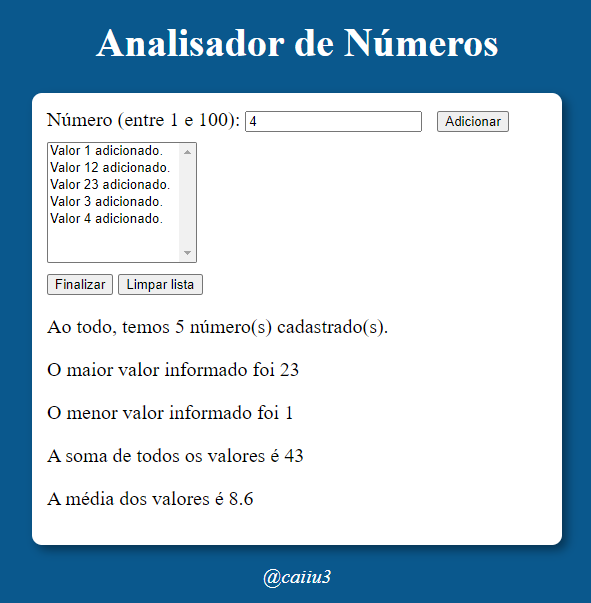 Analisador de Números
Número (entre 1 e 100): 4 Adicionar
Valor 1 adicionado.
Valor 12 adicionado.
Valor 23 adicionado.
Valor 3 adicionado.
Valor 4 adicionado.
Finalizar Limpar lista
Ao todo, temos 5 número(s) cadastrado(s).
O maior valor informado foi 23
O menor valor informado foi 1
A soma de todos os valores é 43
A média dos valores é 8.6
@caiiu3